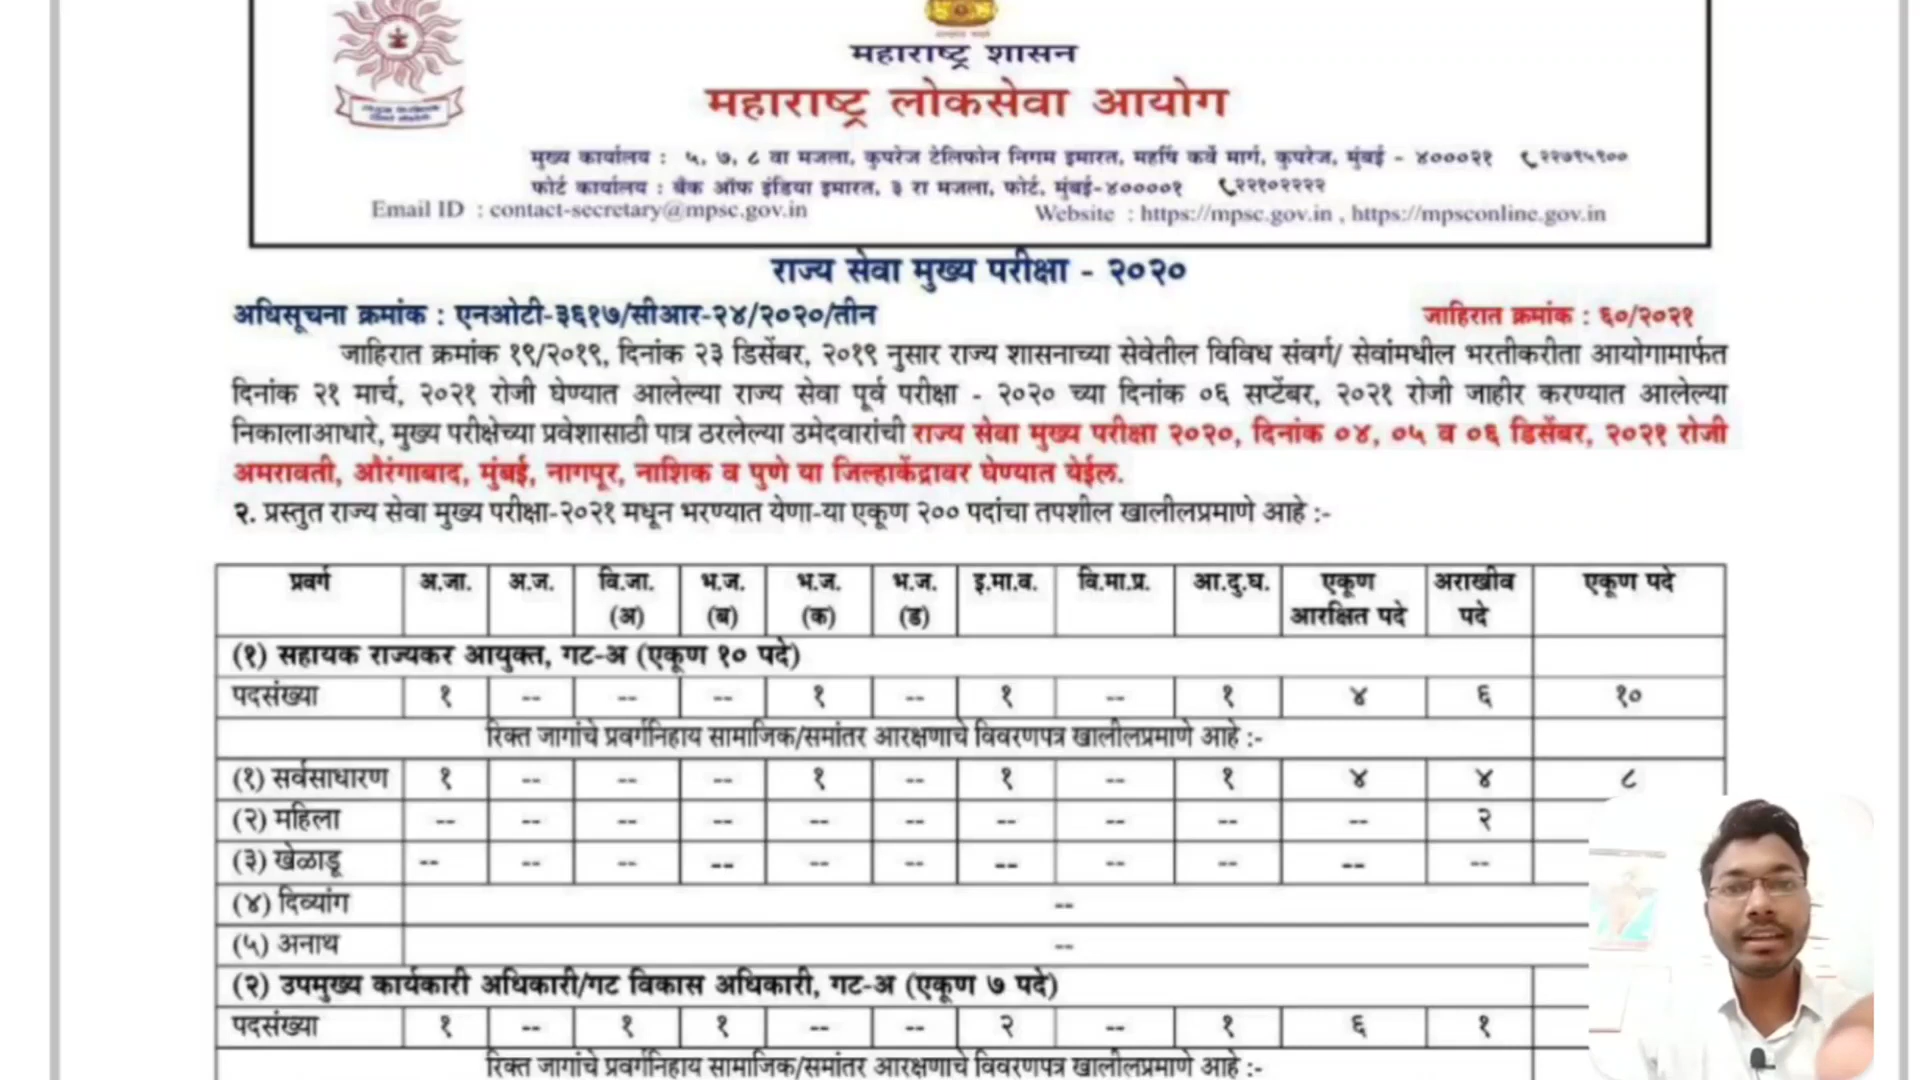 महाराष्ट्र शासन
महाराष्ट्र लोकसेवा आयोग
मुख्य कार्यालय : ५, ७, ८ वा मजला, कुपरेज टेलिफोन निगम इमारत, महर्षि कर्वे मार्ग, कुपरेज, मुंबई - ४०००२१ २२७९५९००
फोर्ट कार्यालय : बँक ऑफ इंडिया इमारत, ३ रा मजला, फोर्ट, मुंबई-४००००१ २२१०२२२२
Email ID : contact-secretary@mpsc.gov.in Website : https://mpsc.gov.in , https://mpsconline.gov.in
राज्य सेवा मुख्य परीक्षा - २०२०
अधिसूचना क्रमांक : एनओटी-३६१७/सीआर-२४/२०२०/तीन जाहिरात क्रमांक : ६०/२०२१
जाहिरात क्रमांक १९/२०१९, दिनांक २३ डिसेंबर, २०१९ नुसार राज्य शासनाच्या सेवेतील विविध संवर्ग/ सेवांमधील भरतीकरीता आयोगामार्फत
दिनांक २१ मार्च, २०२१ रोजी घेण्यात आलेल्या राज्य सेवा पूर्व परीक्षा - २०२० च्या दिनांक ०६ सप्टेंबर, २०२१ रोजी जाहीर करण्यात आलेल्या
निकालाआधारे, मुख्य परीक्षेच्या प्रवेशासाठी पात्र ठरलेल्या उमेदवारांची राज्य सेवा मुख्य परीक्षा २०२०, दिनांक ०४, ०५ व ०६ डिसेंबर, २०२१ रोजी
अमरावती, औरंगाबाद, मुंबई, नागपूर, नाशिक व पुणे या जिल्हाकेंद्रावर घेण्यात येईल.
२. प्रस्तुत राज्य सेवा मुख्य परीक्षा-२०२१ मधून भरण्यात येणा-या एकूण २०० पदांचा तपशील खालीलप्रमाणे आहे :-
प्रवर्ग अ.जा. अ.ज. वि.जा. (अ) भ.ज. (ब) भ.ज. (क) भ.ज. (ड) इ.मा.व. वि.मा.प्र. आ.दु.घ. एकूण आरक्षित पदे अराखीव पदे एकूण पदे
(१) सहायक राज्यकर आयुक्त, गट-अ (एकूण १० पदे)
पदसंख्या १ -- -- -- १ -- १ -- १ ४ ६ १०
रिक्त जागांचे प्रवर्गनिहाय सामाजिक/समांतर आरक्षणाचे विवरणपत्र खालीलप्रमाणे आहे :-
(१) सर्वसाधारण १ -- -- -- १ -- १ -- १ ४ ४ ८
(२) महिला -- -- -- -- -- -- -- -- -- -- २
(३) खेळाडू -- -- -- -- -- -- -- -- -- -- --
(४) दिव्यांग --
(५) अनाथ --
(२) उपमुख्य कार्यकारी अधिकारी/गट विकास अधिकारी, गट-अ (एकूण ७ पदे)
पदसंख्या १ -- १ १ -- -- २ -- १ ६ १
रिक्त जागांचे प्रवर्गनिहाय सामाजिक/समांतर आरक्षणाचे विवरणपत्र खालीलप्रमाणे आहे :-